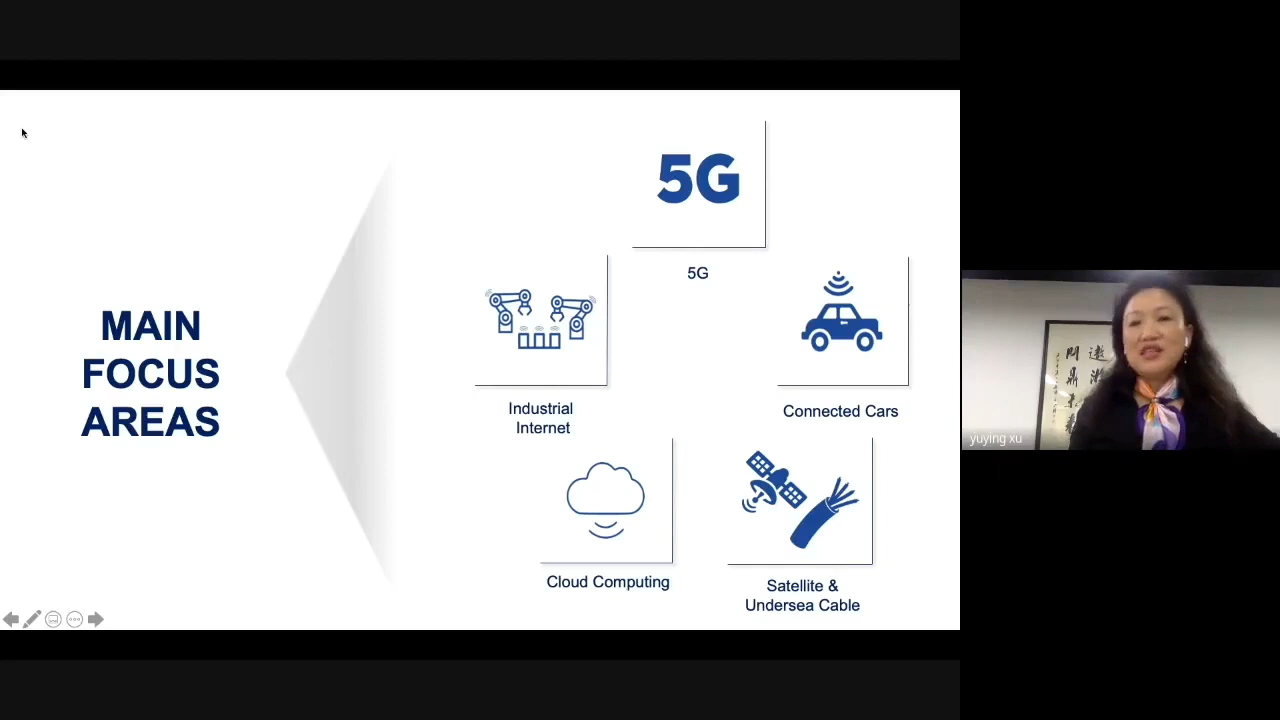 MAIN
FOCUS
AREAS
5G
5G
Industrial
Internet
Connected Cars
Cloud Computing
Satellite &
Undersea Cable
yuying xu